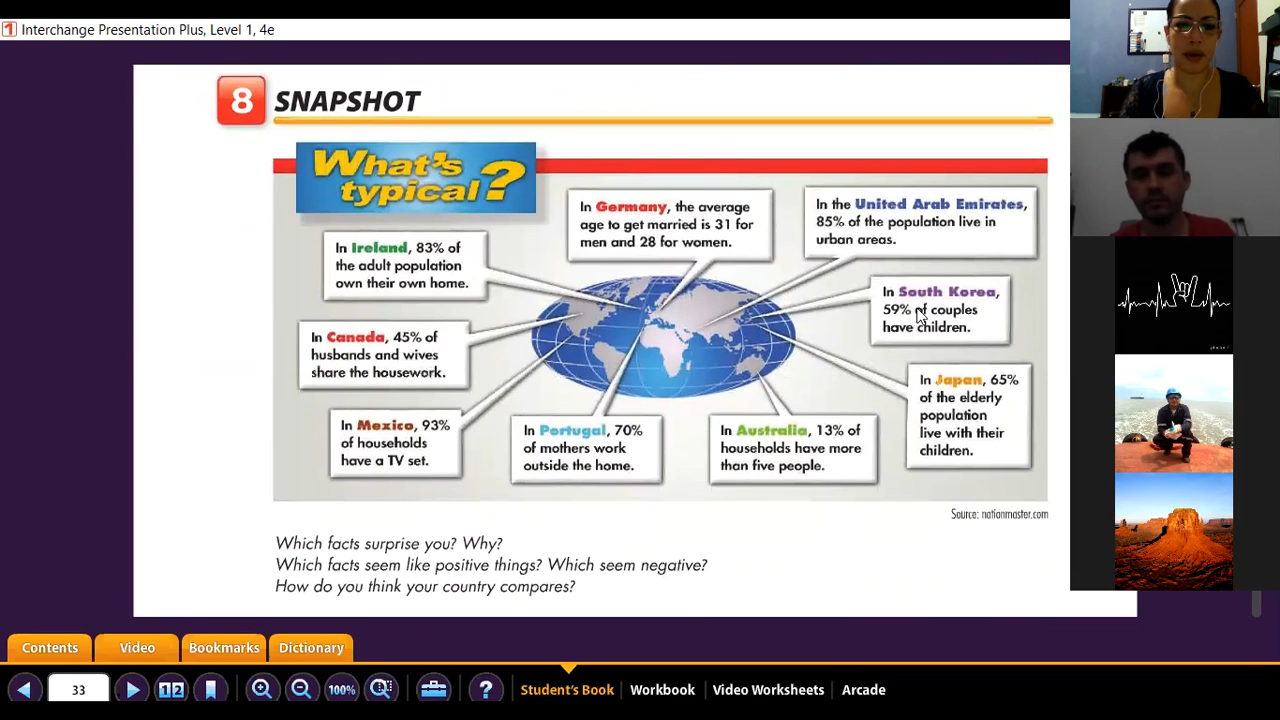 Interchange Presentation Plus, Level 1, 4e
8 SNAPSHOT
What's
typical?
In Germany, the average
age to get married is 31 for
men and 28 for women.
In the United Arab Emirates,
85% of the population live in
urban areas.
In Ireland, 83% of
the adult population
own their own home.
In South Korea,
59% of couples
have children.
In Canada, 45% of
husbands and wives
share the housework.
In Japan, 65%
of the elderly
population
live with their
children.
In Mexico, 93%
of households
have a TV set.
In Portugal, 70%
of mothers work
outside the home.
In Australia, 13% of
households have more
than five people.
Source: nationmaster.com
Which facts surprise you? Why?
Which facts seem like positive things? Which seem negative?
How do you think your country compares?
Contents Video Bookmarks Dictionary
33 12 100% ? Student's Book Workbook Video Worksheets Arcade